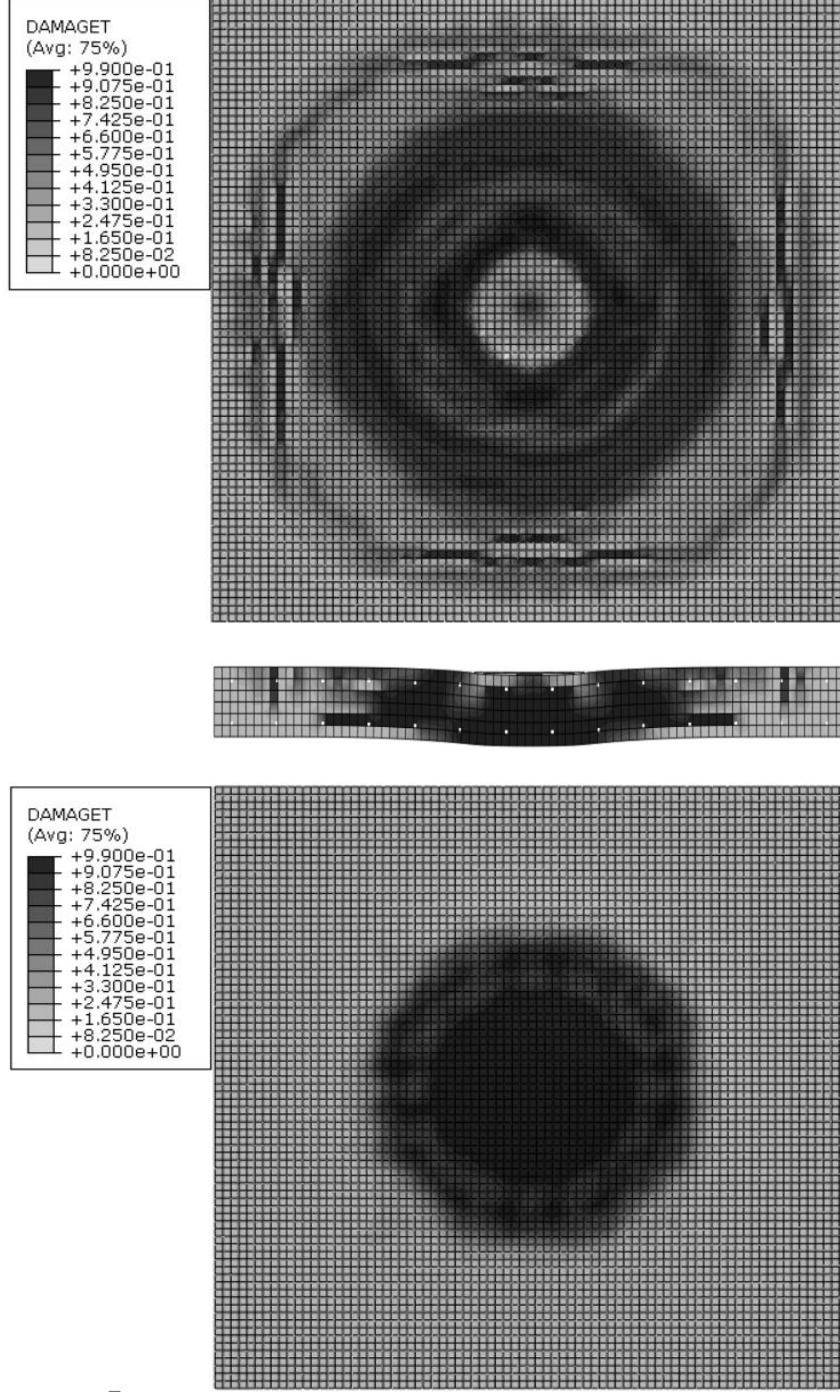 DAMAGET
(Avg: 75%)
+9.900e-01
+9.075e-01
+8.250e-01
+7.425e-01
+6.600e-01
+5.775e-01
+4.950e-01
+4.125e-01
+3.300e-01
+2.475e-01
+1.650e-01
+8.250e-02
+0.000e+00
DAMAGET
(Avg: 75%)
+9.900e-01
+9.075e-01
+8.250e-01
+7.425e-01
+6.600e-01
+5.775e-01
+4.950e-01
+4.125e-01
+3.300e-01
+2.475e-01
+1.650e-01
+8.250e-02
+0.000e+00